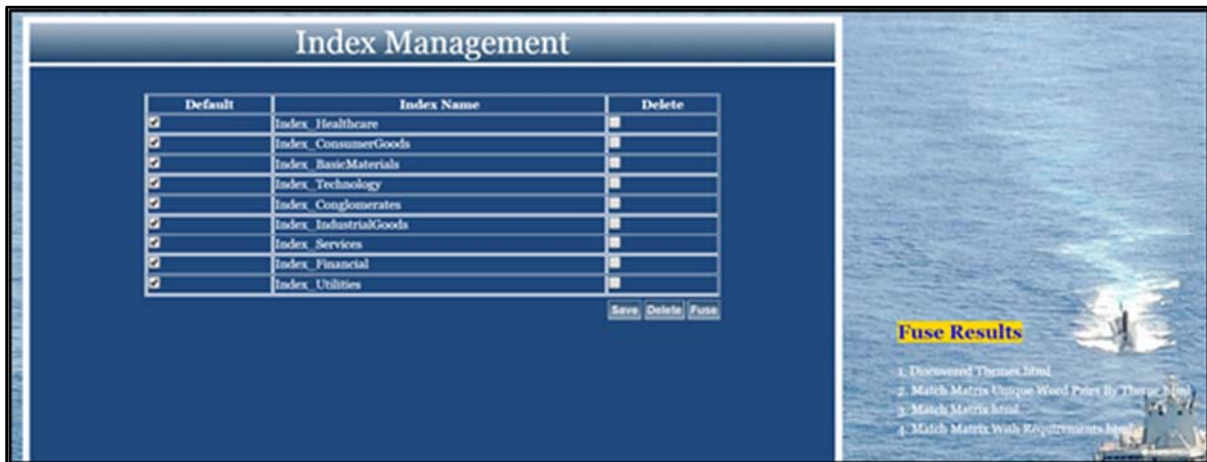 Index Management
Default Index Name Delete
Index_Healthcare
Index_ConsumerGoods
Index_BasicMaterials
Index_Technology
Index_Conglomerates
Index_IndustrialGoods
Index_Services
Index_Financial
Index_Utilities
Save Delete Fuse
Fuse Results
1. Discovered Themes.html
2. Match Matrix Unique Word Pairs By Theme.html
3. Match Matrix.html
4. Match Matrix With Requirements.html